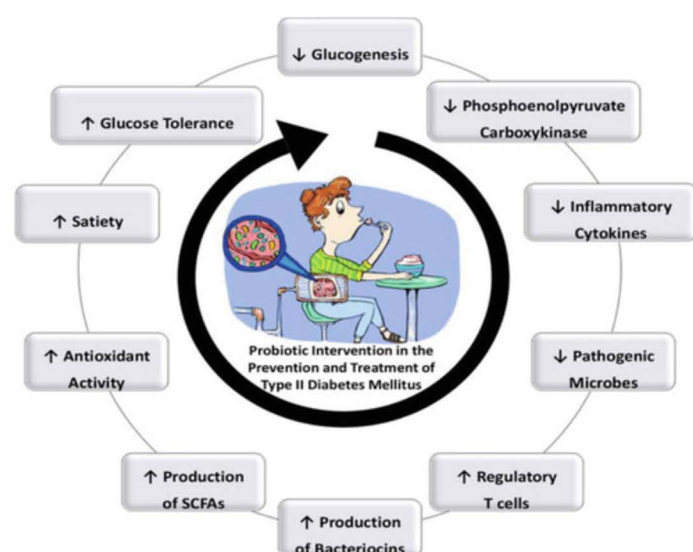 ↓ Glucogenesis
↓ Phosphoenolpyruvate
Carboxykinase
↓ Inflammatory
Cytokines
↓ Pathogenic
Microbes
↑ Regulatory
T cells
↑ Production
of Bacteriocins
↑ Production
of SCFAs
↑ Antioxidant
Activity
↑ Satiety
↑ Glucose Tolerance
Probiotic Intervention in the
Prevention and Treatment of
Type II Diabetes Mellitus